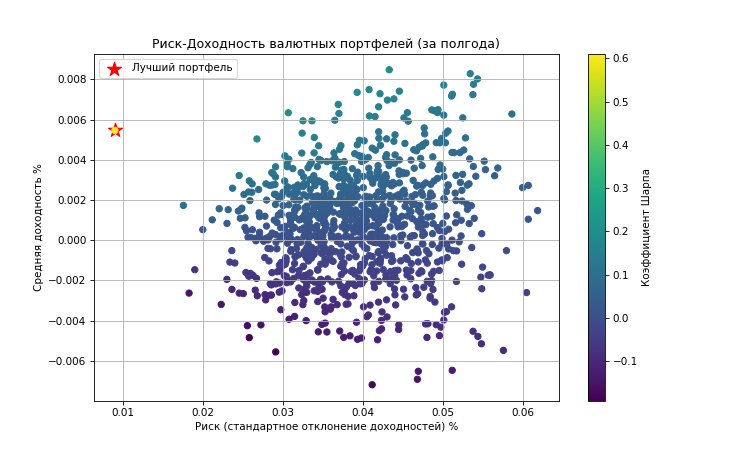 Риск-Доходность валютных портфелей (за полгода)
Лучший портфель
Средняя доходность %
0.008
0.006
0.004
0.002
0.000
−0.002
−0.004
−0.006
0.01 0.02 0.03 0.04 0.05 0.06
Риск (стандартное отклонение доходностей) %
0.6
0.5
0.4
0.3
0.2
0.1
0.0
−0.1
Коэффициент Шарпа